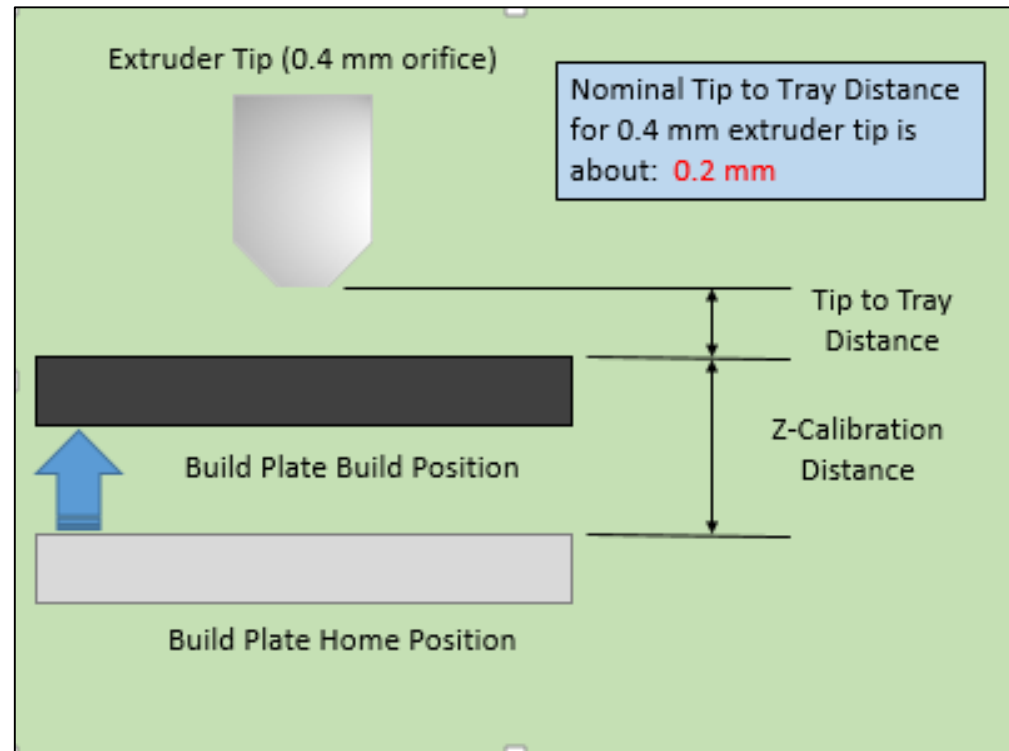 Extruder Tip (0.4 mm orifice)
Nominal Tip to Tray Distance
for 0.4 mm extruder tip is
about: 0.2 mm
Tip to Tray
Distance
Z-Calibration
Distance
Build Plate Build Position
Build Plate Home Position